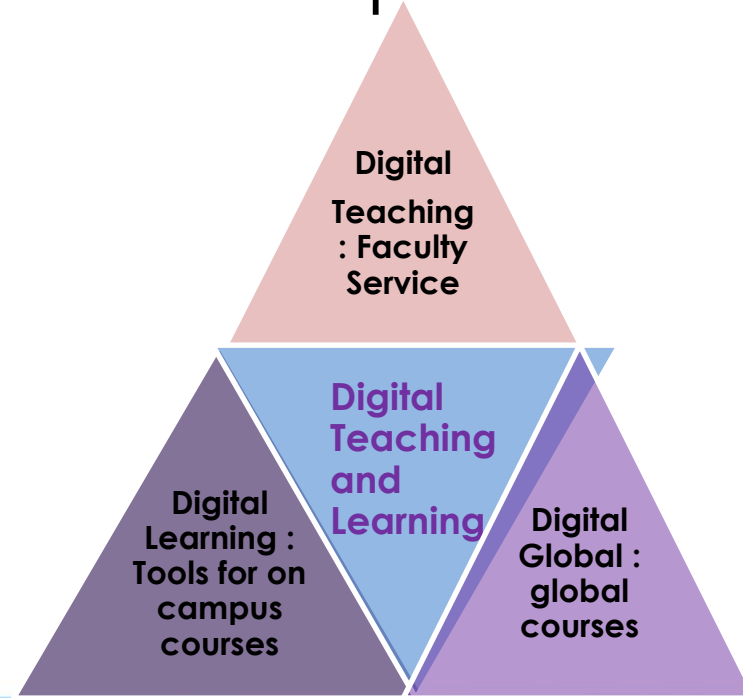 Digital
Teaching
: Faculty
Service
Digital
Teaching
and
Learning
Digital
Learning :
Tools for on
campus
courses
Digital
Global :
global
courses